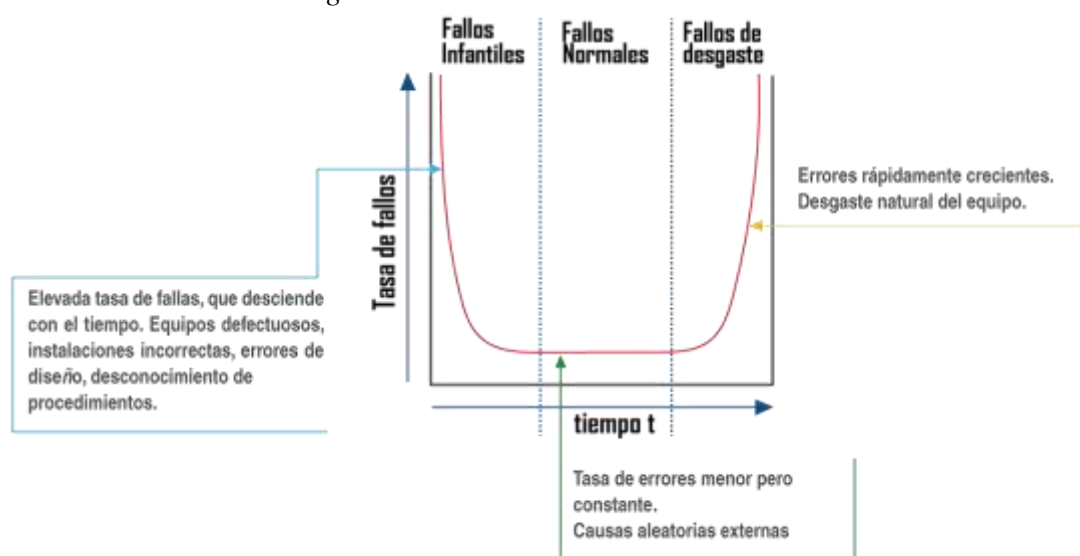 Fallos
Infantiles
Fallos
Normales
Fallos de
desgaste
Tasa de fallos
Errores rápidamente crecientes.
Desgaste natural del equipo.
Elevada tasa de fallas, que desciende
con el tiempo. Equipos defectuosos,
instalaciones incorrectas, errores de
diseño, desconocimiento de
procedimientos.
tiempo t
Tasa de errores menor pero
constante.
Causas aleatorias externas